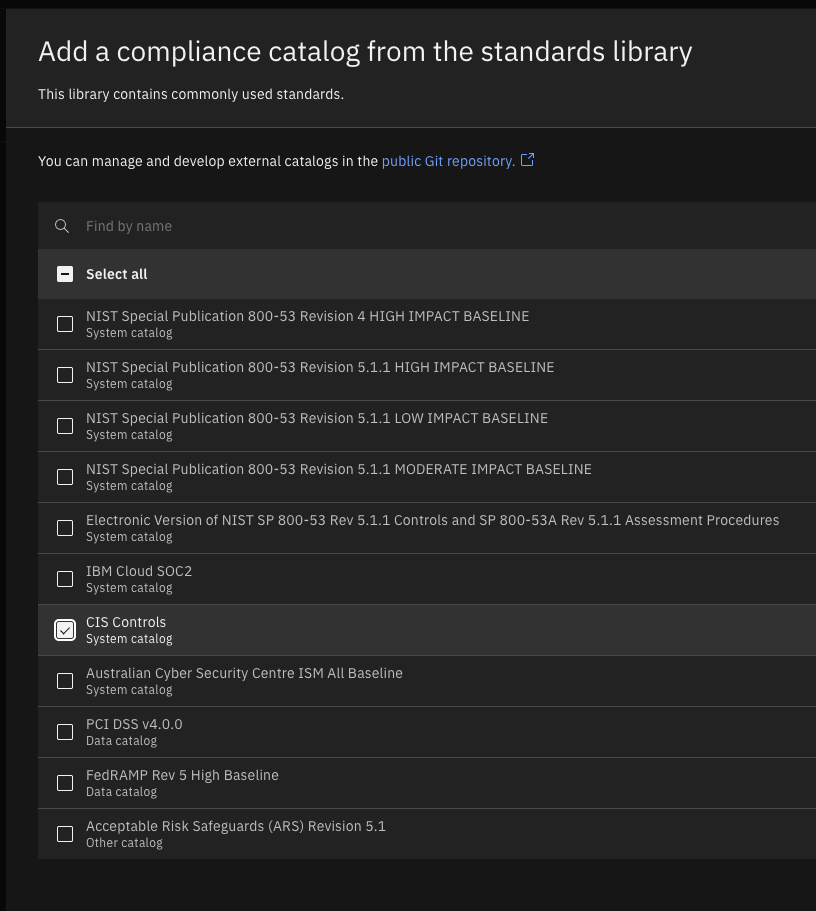 Add a compliance catalog from the standards library
This library contains commonly used standards.
You can manage and develop external catalogs in the public Git repository.
Find by name
Select all
NIST Special Publication 800-53 Revision 4 HIGH IMPACT BASELINE
System catalog
NIST Special Publication 800-53 Revision 5.1.1 HIGH IMPACT BASELINE
System catalog
NIST Special Publication 800-53 Revision 5.1.1 LOW IMPACT BASELINE
System catalog
NIST Special Publication 800-53 Revision 5.1.1 MODERATE IMPACT BASELINE
System catalog
Electronic Version of NIST SP 800-53 Rev 5.1.1 Controls and SP 800-53A Rev 5.1.1 Assessment Procedures
System catalog
IBM Cloud SOC2
System catalog
CIS Controls
System catalog
Australian Cyber Security Centre ISM All Baseline
System catalog
PCI DSS v4.0.0
Data catalog
FedRAMP Rev 5 High Baseline
Data catalog
Acceptable Risk Safeguards (ARS) Revision 5.1
Other catalog